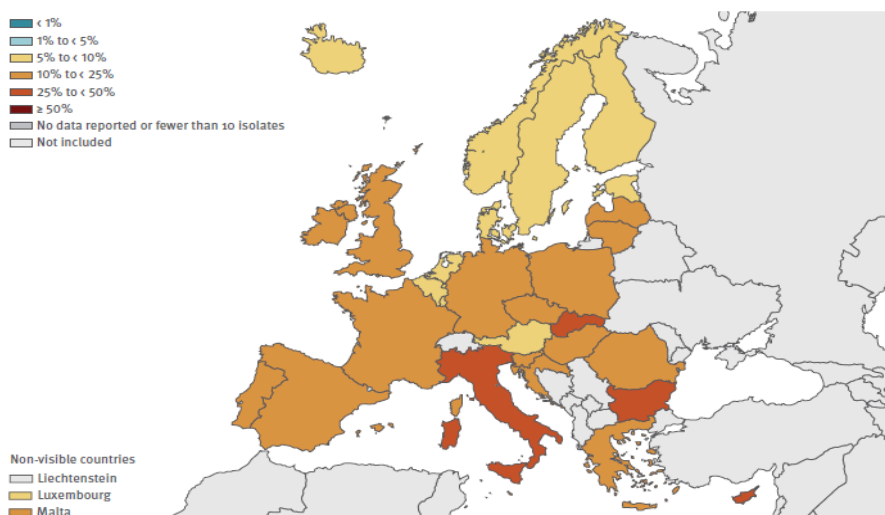 < 1%
1% to < 5%
5% to < 10%
10% to < 25%
25% to < 50%
≥ 50%
No data reported or fewer than 10 isolates
Not included
Non-visible countries
Liechtenstein
Luxembourg
Malta